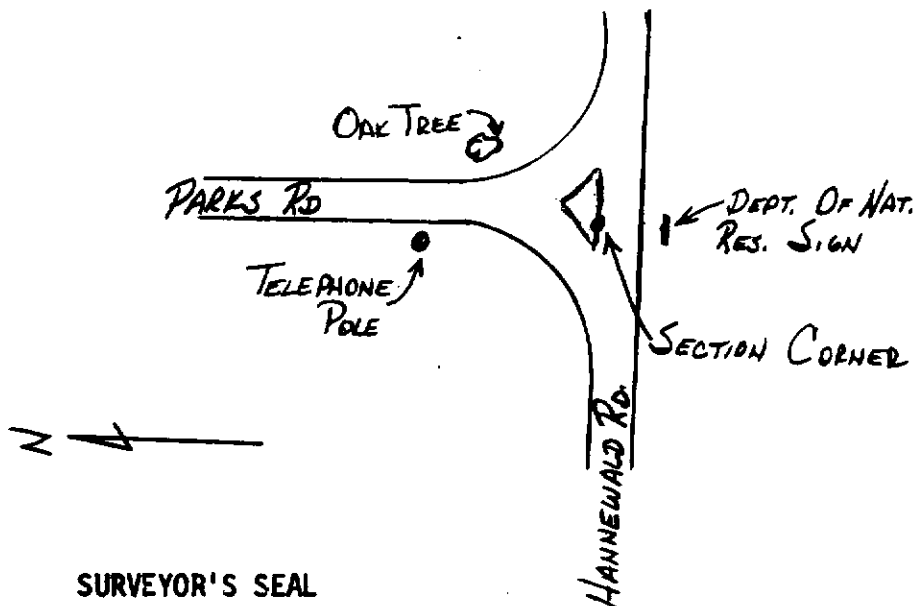 OAK TREE
PARKS RD
DEPT. OF NAT.
RES. SIGN
TELEPHONE
POLE
SECTION CORNER
HANNEWALD RD.
N
SURVEYOR'S SEAL